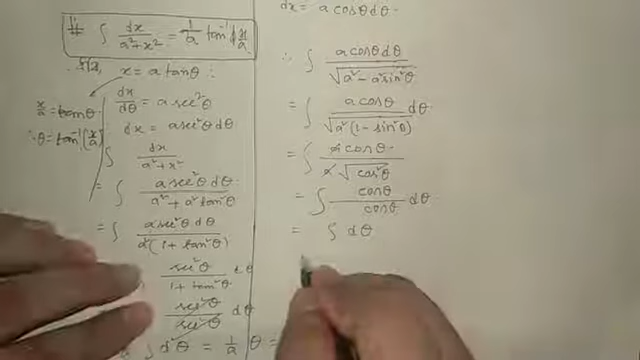 # ∫ dx/(a²+x²) = 1/a tan⁻¹ x/a
x = a tanθ :
x/a = tanθ
∴ θ = tan⁻¹(x/a)
dx/dθ = a sec²θ
dx = a sec²θ dθ
∫ dx/(a²+x²)
= ∫ a sec²θ dθ/(a² + a² tan²θ)
= ∫ a sec²θ dθ/(a²(1 + tan²θ))
sec²θ/(1 + tan²θ) dθ
sec²θ/sec²θ dθ
∫ dθ = 1/a θ =
dx = a cosθ dθ
∴ ∫ a cosθ dθ/√(a² - a² sin²θ)
= ∫ a cosθ/√(a²(1 - sin²θ)) dθ
= ∫ a cosθ/(a √(cos²θ))
= ∫ cosθ/cosθ dθ
= ∫ dθ